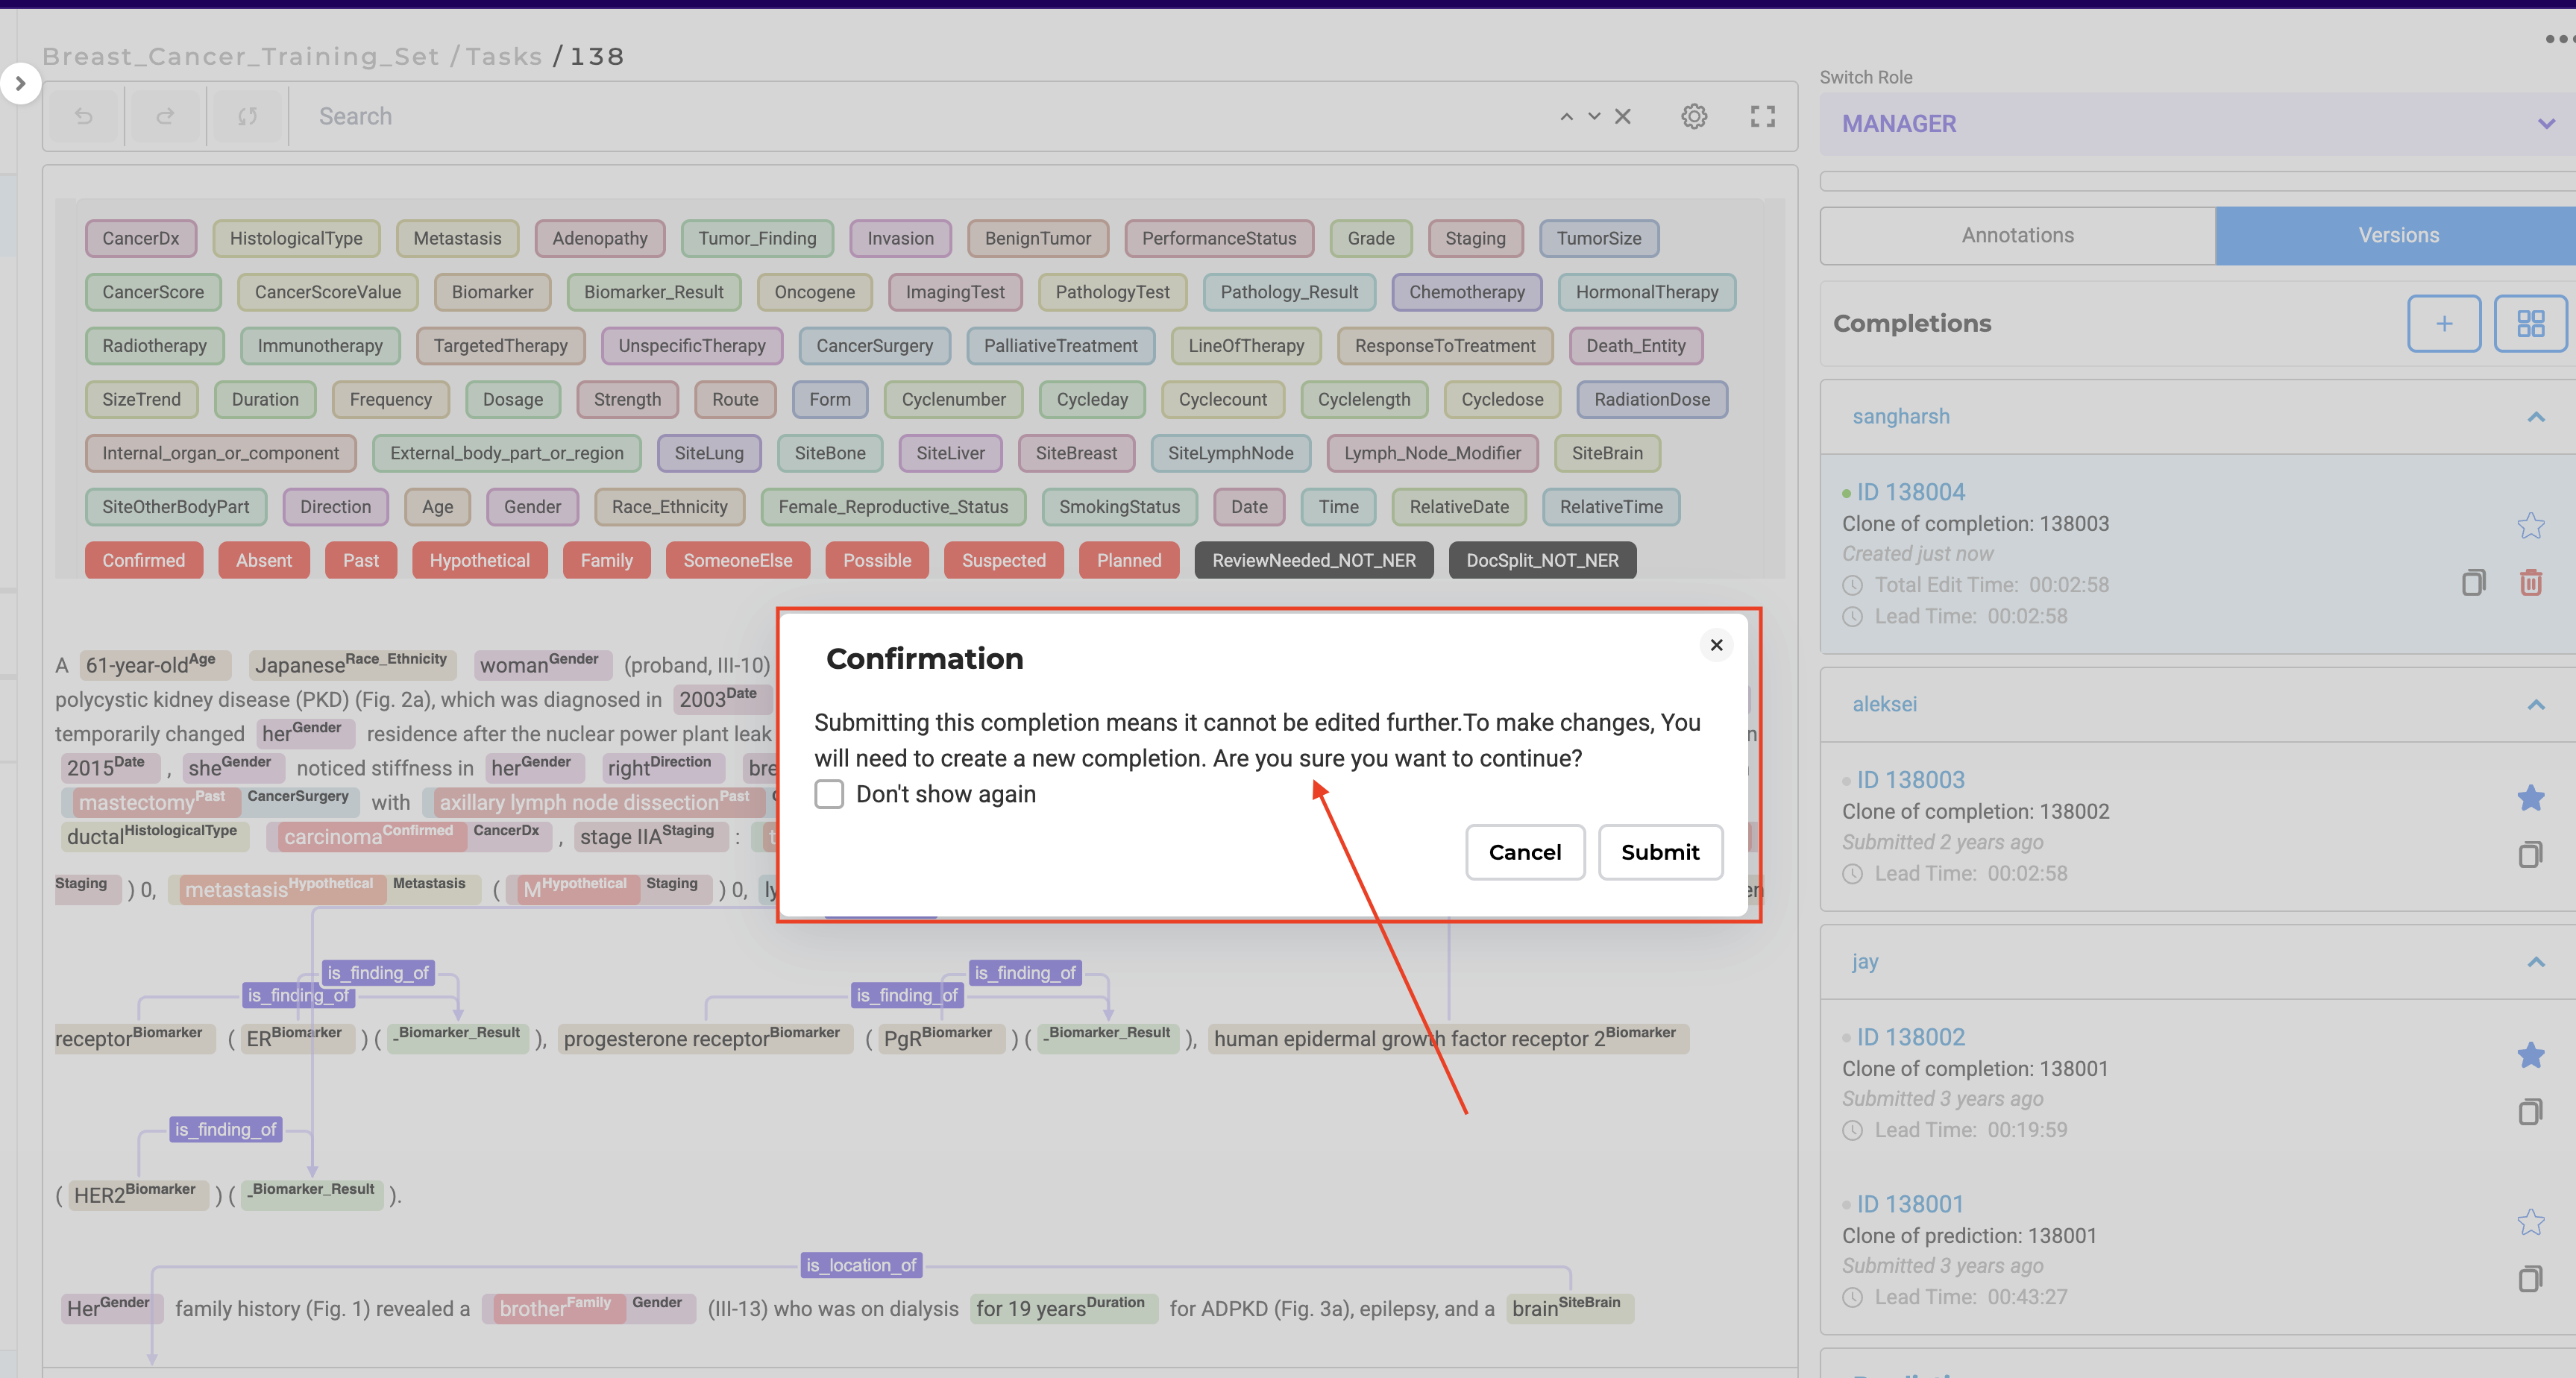 Breast_Cancer_Training_Set / Tasks / 138
Search
CancerDx HistologicalType Metastasis Adenopathy Tumor_Finding Invasion BenignTumor PerformanceStatus Grade Staging TumorSize
CancerScore CancerScoreValue Biomarker Biomarker_Result Oncogene ImagingTest PathologyTest Pathology_Result Chemotherapy HormonalTherapy
Radiotherapy Immunotherapy TargetedTherapy UnspecificTherapy CancerSurgery PalliativeTreatment LineOfTherapy ResponseToTreatment Death_Entity
SizeTrend Duration Frequency Dosage Strength Route Form Cyclenumber Cycleday Cyclecount Cyclelength Cycledose RadiationDose
Internal_organ_or_component External_body_part_or_region SiteLung SiteBone SiteLiver SiteBreast SiteLymphNode Lymph_Node_Modifier SiteBrain
SiteOtherBodyPart Direction Age Gender Race_Ethnicity Female_Reproductive_Status SmokingStatus Date Time RelativeDate RelativeTime
Confirmed Absent Past Hypothetical Family SomeoneElse Possible Suspected Planned ReviewNeeded_NOT_NER DocSplit_NOT_NER
A 61-year-old Age Japanese Race_Ethnicity woman Gender (proband, III-10)
polycystic kidney disease (PKD) (Fig. 2a), which was diagnosed in 2003 Date
temporarily changed her Gender residence after the nuclear power plant leak
2015 Date , she Gender noticed stiffness in her Gender right Direction bre
mastectomy Past CancerSurgery with axillary lymph node dissection Past
ductal HistologicalType carcinoma Confirmed CancerDx , stage IIA Staging :
Staging ) 0, metastasis Hypothetical Metastasis ( M Hypothetical Staging ) 0, ly
Confirmation
Submitting this completion means it cannot be edited further.To make changes, You
will need to create a new completion. Are you sure you want to continue?
Don't show again
Cancel Submit
is_finding_of is_finding_of
is_finding_of is_finding_of
receptor Biomarker ( ER Biomarker ) ( - Biomarker_Result ), progesterone receptor Biomarker ( PgR Biomarker ) ( - Biomarker_Result ), human epidermal growth factor receptor 2 Biomarker
is_finding_of
( HER2 Biomarker ) ( - Biomarker_Result ).
is_location_of
Her Gender family history (Fig. 1) revealed a brother Family Gender (III-13) who was on dialysis for 19 years Duration for ADPKD (Fig. 3a), epilepsy, and a brain SiteBrain
Switch Role
MANAGER
Annotations Versions
Completions
sangharsh
ID 138004
Clone of completion: 138003
Created just now
Total Edit Time: 00:02:58
Lead Time: 00:02:58
aleksei
ID 138003
Clone of completion: 138002
Submitted 2 years ago
Lead Time: 00:02:58
jay
ID 138002
Clone of completion: 138001
Submitted 3 years ago
Lead Time: 00:19:59
ID 138001
Clone of prediction: 138001
Submitted 3 years ago
Lead Time: 00:43:27